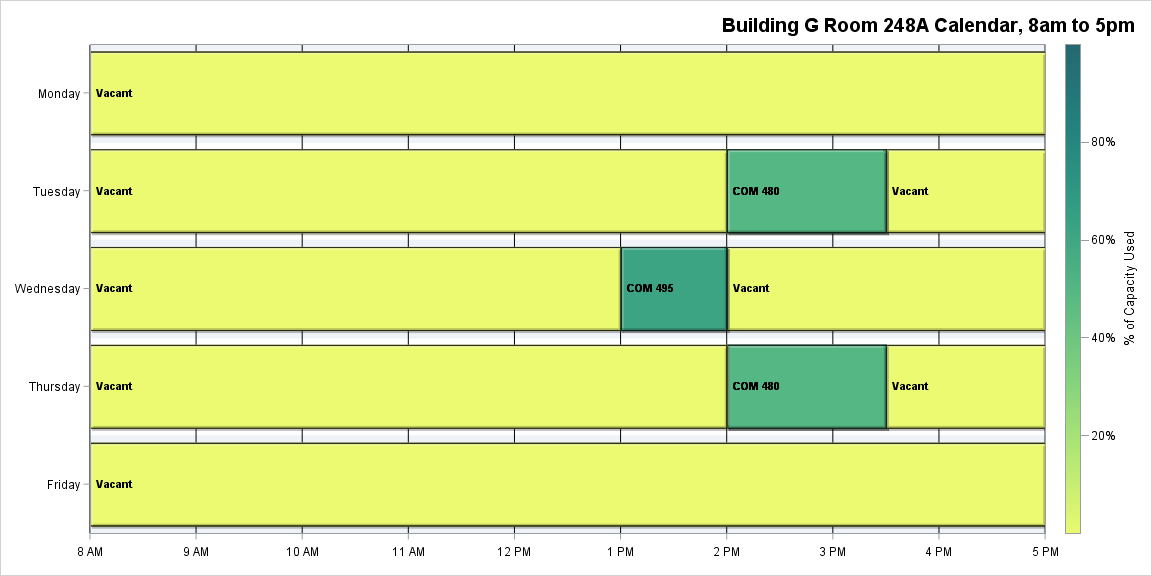 Building G Room 248A Calendar, 8am to 5pm
Monday
Vacant
Tuesday
Vacant
COM 480
Vacant
Wednesday
Vacant
COM 495
Vacant
Thursday
Vacant
COM 480
Vacant
Friday
Vacant
8 AM
9 AM
10 AM
11 AM
12 PM
1 PM
2 PM
3 PM
4 PM
5 PM
80%
60%
40%
20%
% of Capacity Used